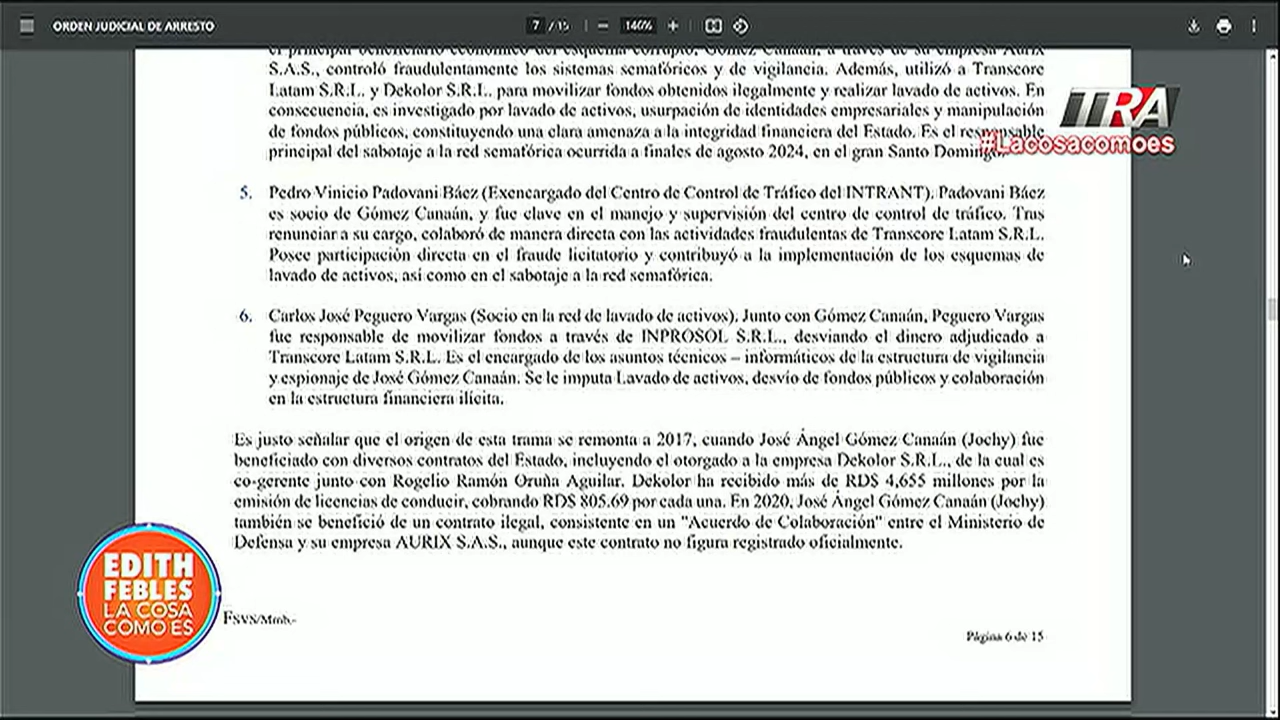 ORDEN JUDICIAL DE ARRESTO
7 / 15
146%
el principal beneficiario económico del esquema corrupto. Gómez Canaán, a través de su empresa Aurix
S.A.S., controló fraudulentamente los sistemas semafóricos y de vigilancia. Además, utilizó a Transcore
Latam S.R.L. y Dekolor S.R.L. para movilizar fondos obtenidos ilegalmente y realizar lavado de activos. En
consecuencia, es investigado por lavado de activos, usurpación de identidades empresariales y manipulación
de fondos públicos, constituyendo una clara amenaza a la integridad financiera del Estado. Es el responsable
principal del sabotaje a la red semafórica ocurrida a finales de agosto 2024, en el gran Santo Domingo.
TRA
#Lacosacomoes
5. Pedro Vinicio Padovani Báez (Exencargado del Centro de Control de Tráfico del INTRANT). Padovani Báez
es socio de Gómez Canaán, y fue clave en el manejo y supervisión del centro de control de tráfico. Tras
renunciar a su cargo, colaboró de manera directa con las actividades fraudulentas de Transcore Latam S.R.L.
Posee participación directa en el fraude licitatorio y contribuyó a la implementación de los esquemas de
lavado de activos, así como en el sabotaje a la red semafórica.
6. Carlos José Peguero Vargas (Socio en la red de lavado de activos). Junto con Gómez Canaán, Peguero Vargas
fue responsable de movilizar fondos a través de INPROSOL S.R.L., desviando el dinero adjudicado a
Transcore Latam S.R.L. Es el encargado de los asuntos técnicos – informáticos de la estructura de vigilancia
y espionaje de José Gómez Canaán. Se le imputa Lavado de activos, desvío de fondos públicos y colaboración
en la estructura financiera ilícita.
Es justo señalar que el origen de esta trama se remonta a 2017, cuando José Ángel Gómez Canaán (Jochy) fue
beneficiado con diversos contratos del Estado, incluyendo el otorgado a la empresa Dekolor S.R.L., de la cual es
co-gerente junto con Rogelio Ramón Oruña Aguilar. Dekolor ha recibido más de RD$ 4,655 millones por la
emisión de licencias de conducir, cobrando RD$ 805.69 por cada una. En 2020, José Ángel Gómez Canaán (Jochy)
también se benefició de un contrato ilegal, consistente en un "Acuerdo de Colaboración" entre el Ministerio de
Defensa y su empresa AURIX S.A.S., aunque este contrato no figura registrado oficialmente.
EDITH
FEBLES
LA COSA
COMO ES
FSVS/Mmb.-
Página 6 de 15